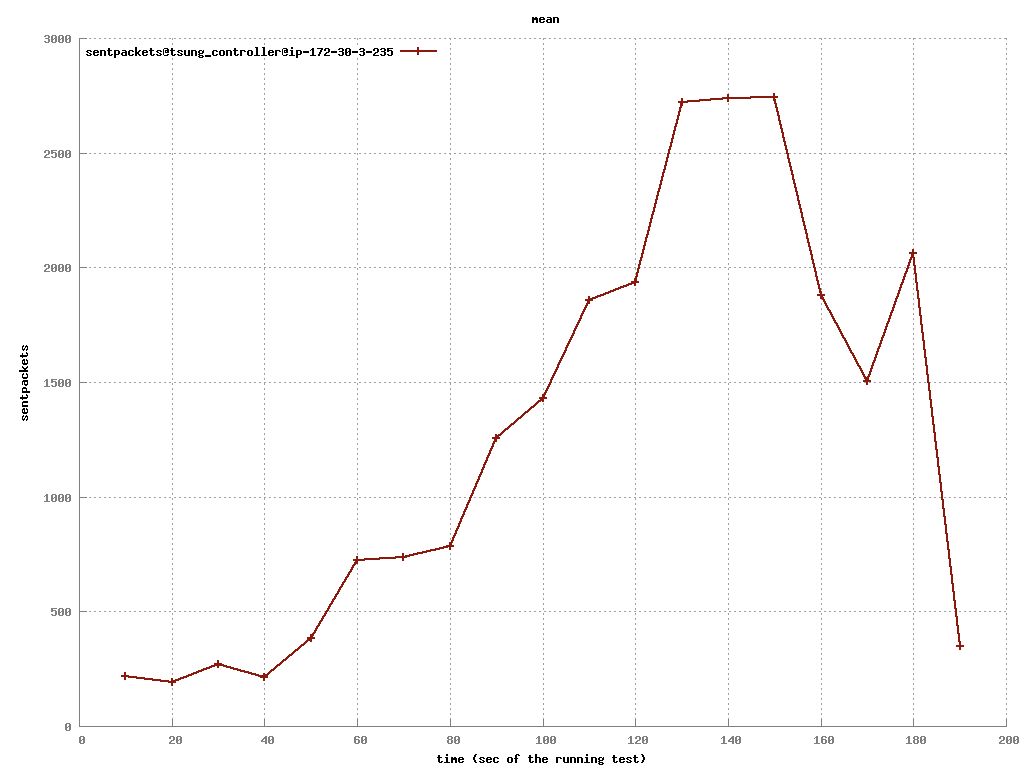 mean
3000
sentpackets@tsung_controller@ip-172-30-3-235
2500
2000
1500
1000
500
0
sentpackets
0 20 40 60 80 100 120 140 160 180 200
time (sec of the running test)